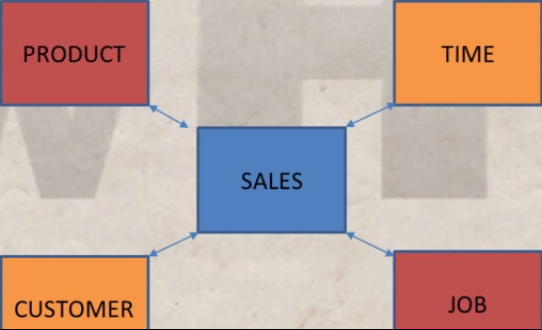 PRODUCT
TIME
SALES
CUSTOMER
JOB